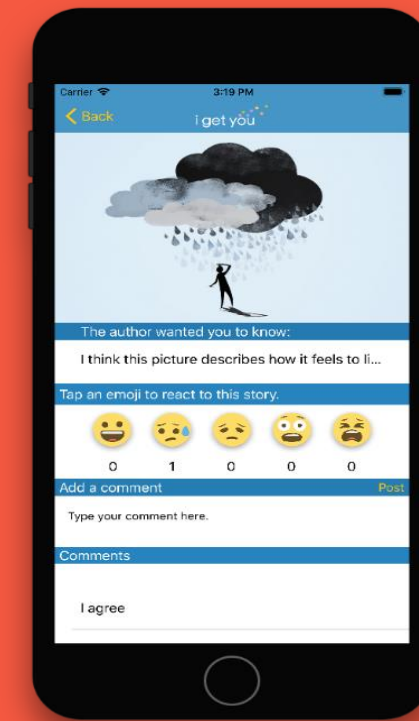 Carrier 3:19 PM
Back
i get you
The author wanted you to know:
I think this picture describes how it feels to li...
Tap an emoji to react to this story.
0 1 0 0 0
Add a comment Post
Type your comment here.
Comments
I agree